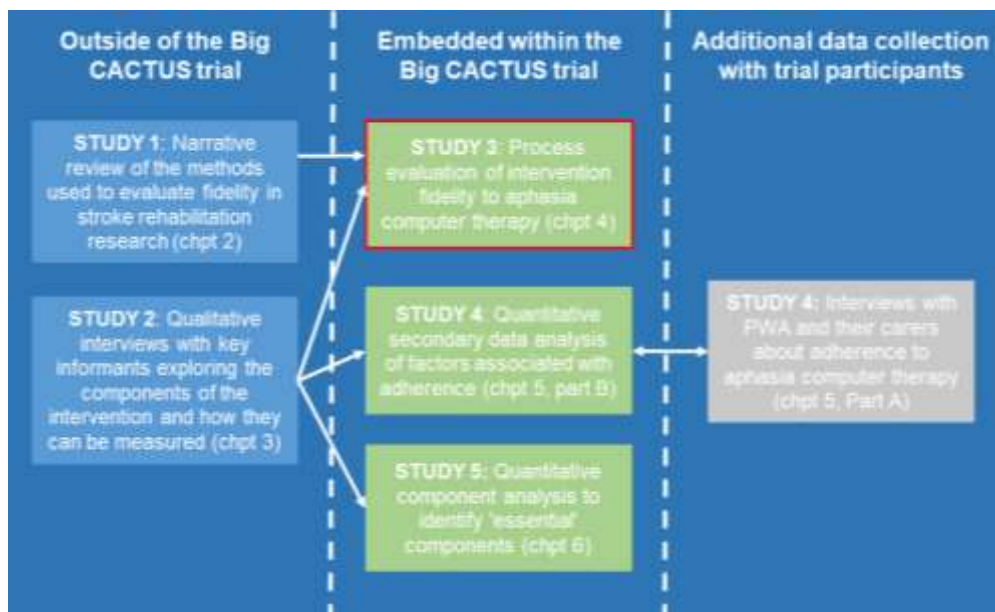 Outside of the Big
CACTUS trial
Embedded within the
Big CACTUS trial
Additional data collection
with trial participants
STUDY 1: Narrative
review of the methods
used to evaluate fidelity in
stroke rehabilitation
research (chpt 2)
STUDY 2: Qualitative
interviews with key
informants exploring the
components of the
intervention and how they
can be measured (chpt 3)
STUDY 3: Process
evaluation of intervention
fidelity to aphasia
computer therapy (chpt 4)
STUDY 4: Quantitative
secondary data analysis
of factors associated with
adherence (chpt 5, part B)
STUDY 5: Quantitative
component analysis to
identify 'essential'
components (chpt 6)
STUDY 4: Interviews with
PWA and their carers
about adherence to
aphasia computer therapy
(chpt 5, Part A)